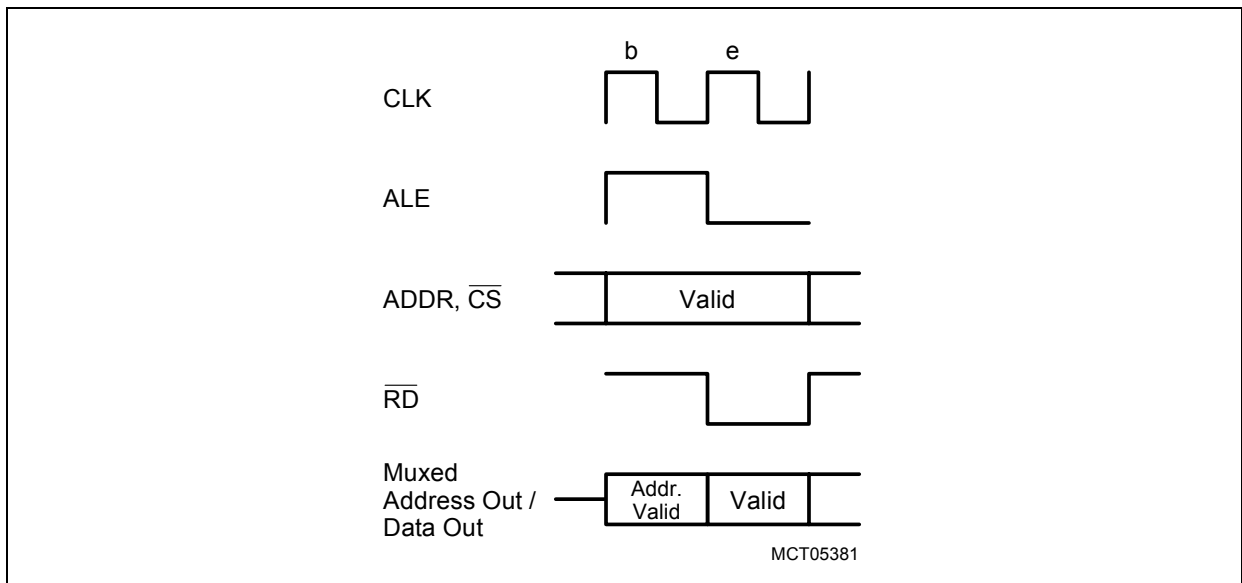 b e
CLK
ALE
ADDR, CS
Valid
RD
Muxed
Address Out /
Data Out
Addr.
Valid
Valid
MCT05381